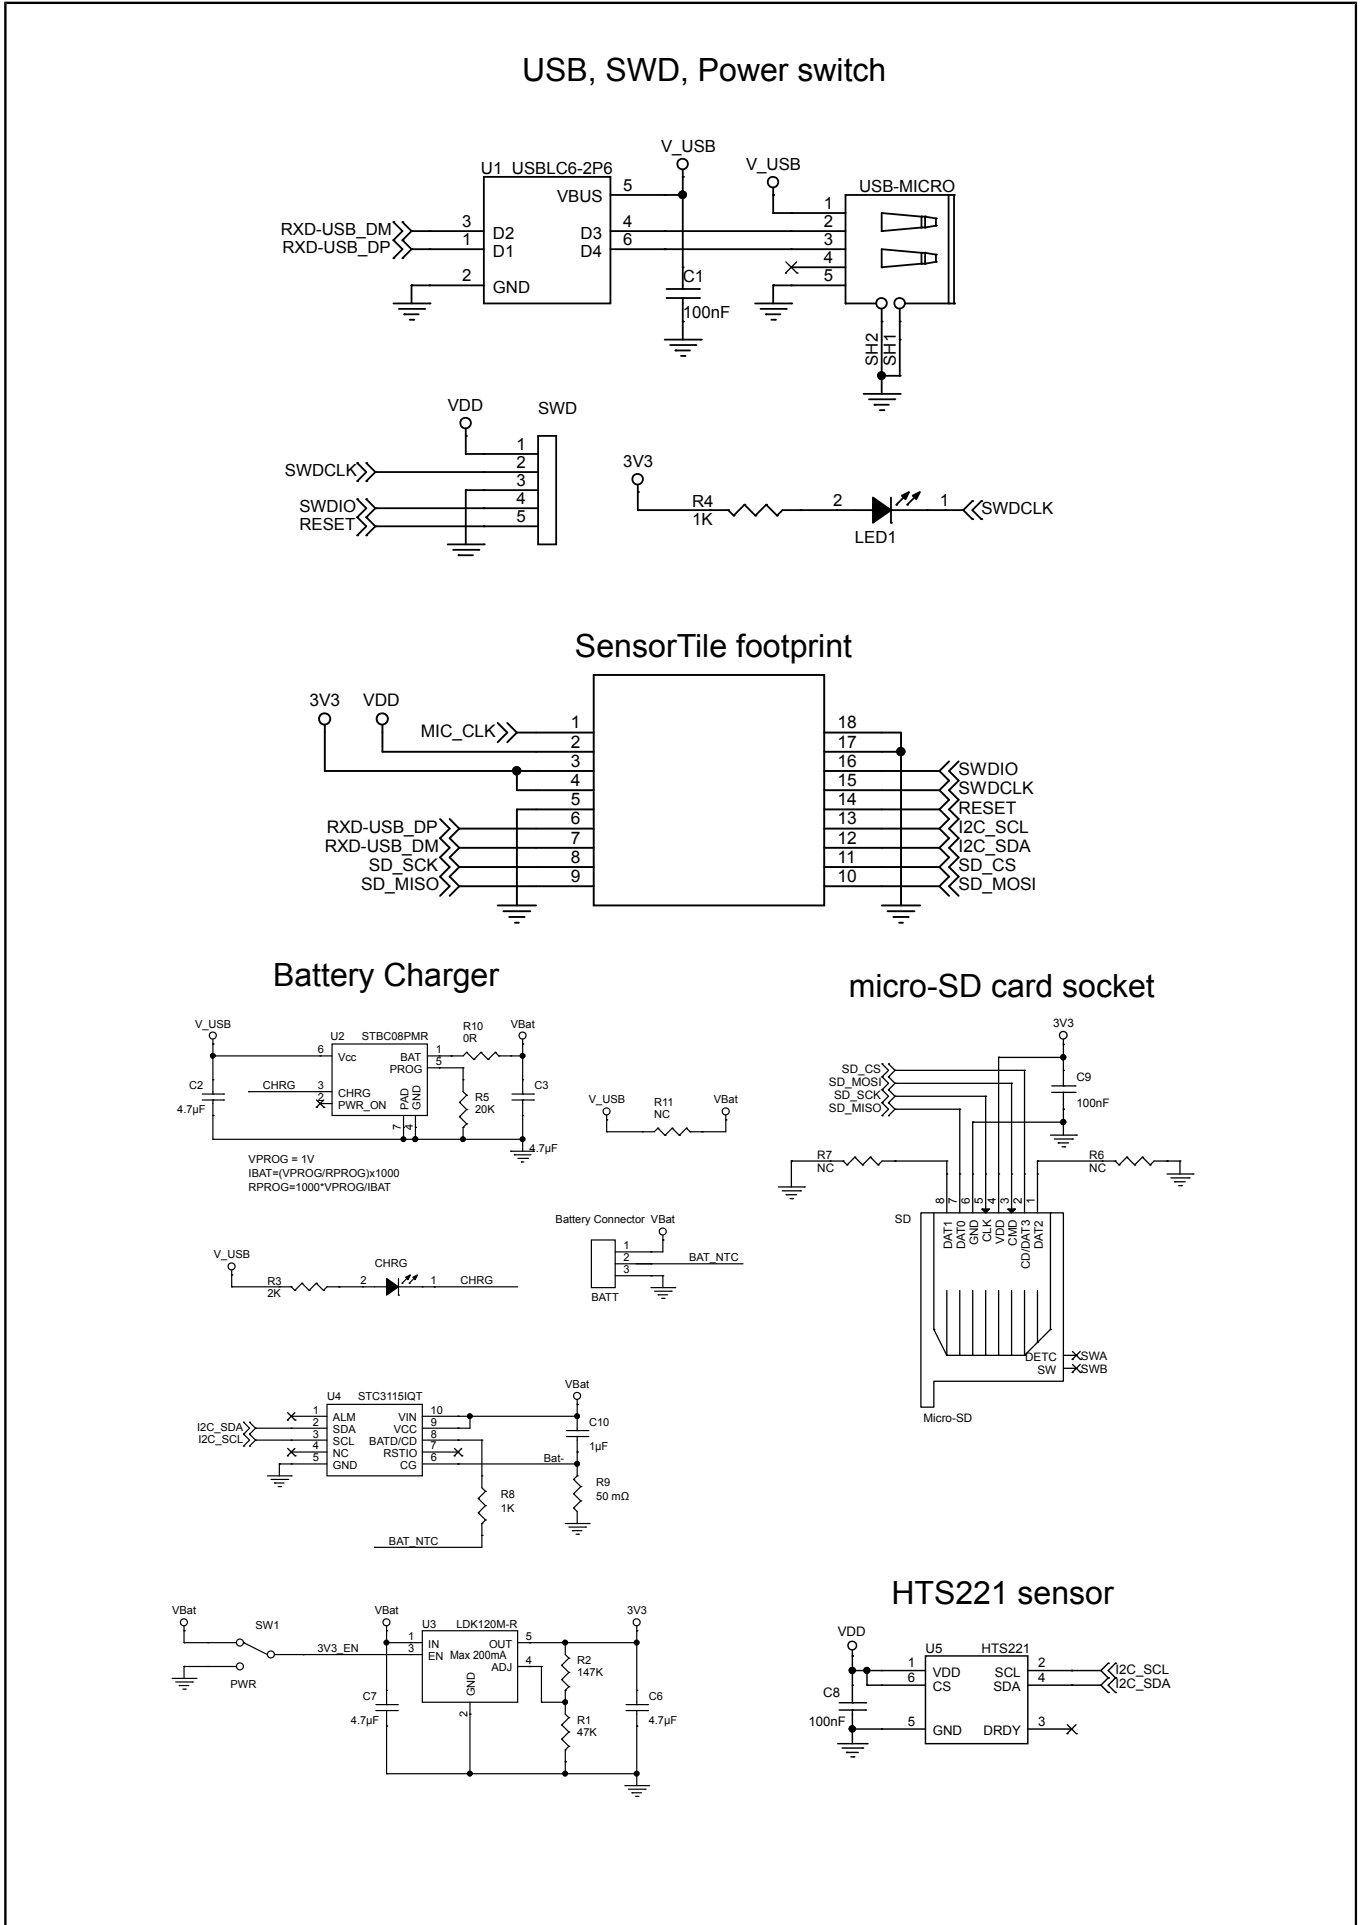 USB, SWD, Power switch
V_USB
V_USB
U1 USBLC6-2P6
USB-MICRO
VBUS
5
1
RXD-USB_DM
3
D2
D3
4
2
RXD-USB_DP
1
D1
D4
6
3
4
2
GND
C1
5
100nF
SH2
SH1
VDD
SWD
1
SWDCLK
2
3
SWDIO
4
RESET
5
3V3
R4
1K
2
1
SWDCLK
LED1
SensorTile footprint
3V3
VDD
MIC_CLK
1
2
3
4
5
RXD-USB_DP
6
RXD-USB_DM
7
SD_SCK
8
SD_MISO
9
18
17
16
SWDIO
15
SWDCLK
14
RESET
13
I2C_SCL
12
I2C_SDA
11
SD_CS
10
SD_MOSI
Battery Charger
V_USB
U2
STBC08PMR
R10
0R
VBat
6
Vcc
BAT
1
PROG
5
C2
4.7µF
CHRG
3
CHRG
2
PWR_ON
PAD
GND
7
4
R5
20K
C3
4.7µF
VPROG = 1V
IBAT=(VPROG/RPROG)x1000
RPROG=1000*VPROG/IBAT
V_USB
R11
NC
VBat
V_USB
R3
2K
2
CHRG
1
CHRG
Battery Connector
VBat
1
2
BAT_NTC
3
BATT
U4
STC3115IQT
VBat
1
ALM
VIN
10
I2C_SDA
2
SDA
VCC
9
I2C_SCL
3
SCL
BATD/CD
8
4
NC
RSTIO
7
5
GND
CG
6
Bat-
C10
1µF
R9
50 mΩ
R8
1K
BAT_NTC
VBat
SW1
PWR
3V3_EN
VBat
U3
LDK120M-R
3V3
1
IN
OUT
5
3
EN
Max 200mA
ADJ
4
GND
2
C7
4.7µF
R2
147K
R1
47K
C6
4.7µF
micro-SD card socket
3V3
SD_CS
SD_MOSI
SD_SCK
SD_MISO
C9
100nF
R7
NC
R6
NC
8
7
6
5
4
3
2
1
SD
DAT1
DAT0
GND
CLK
VDD
CMD
CD/DAT3
DAT2
DETC
SWA
SW
SWB
Micro-SD
HTS221 sensor
VDD
U5
HTS221
1
VDD
SCL
2
I2C_SCL
6
CS
SDA
4
I2C_SDA
C8
100nF
5
GND
DRDY
3